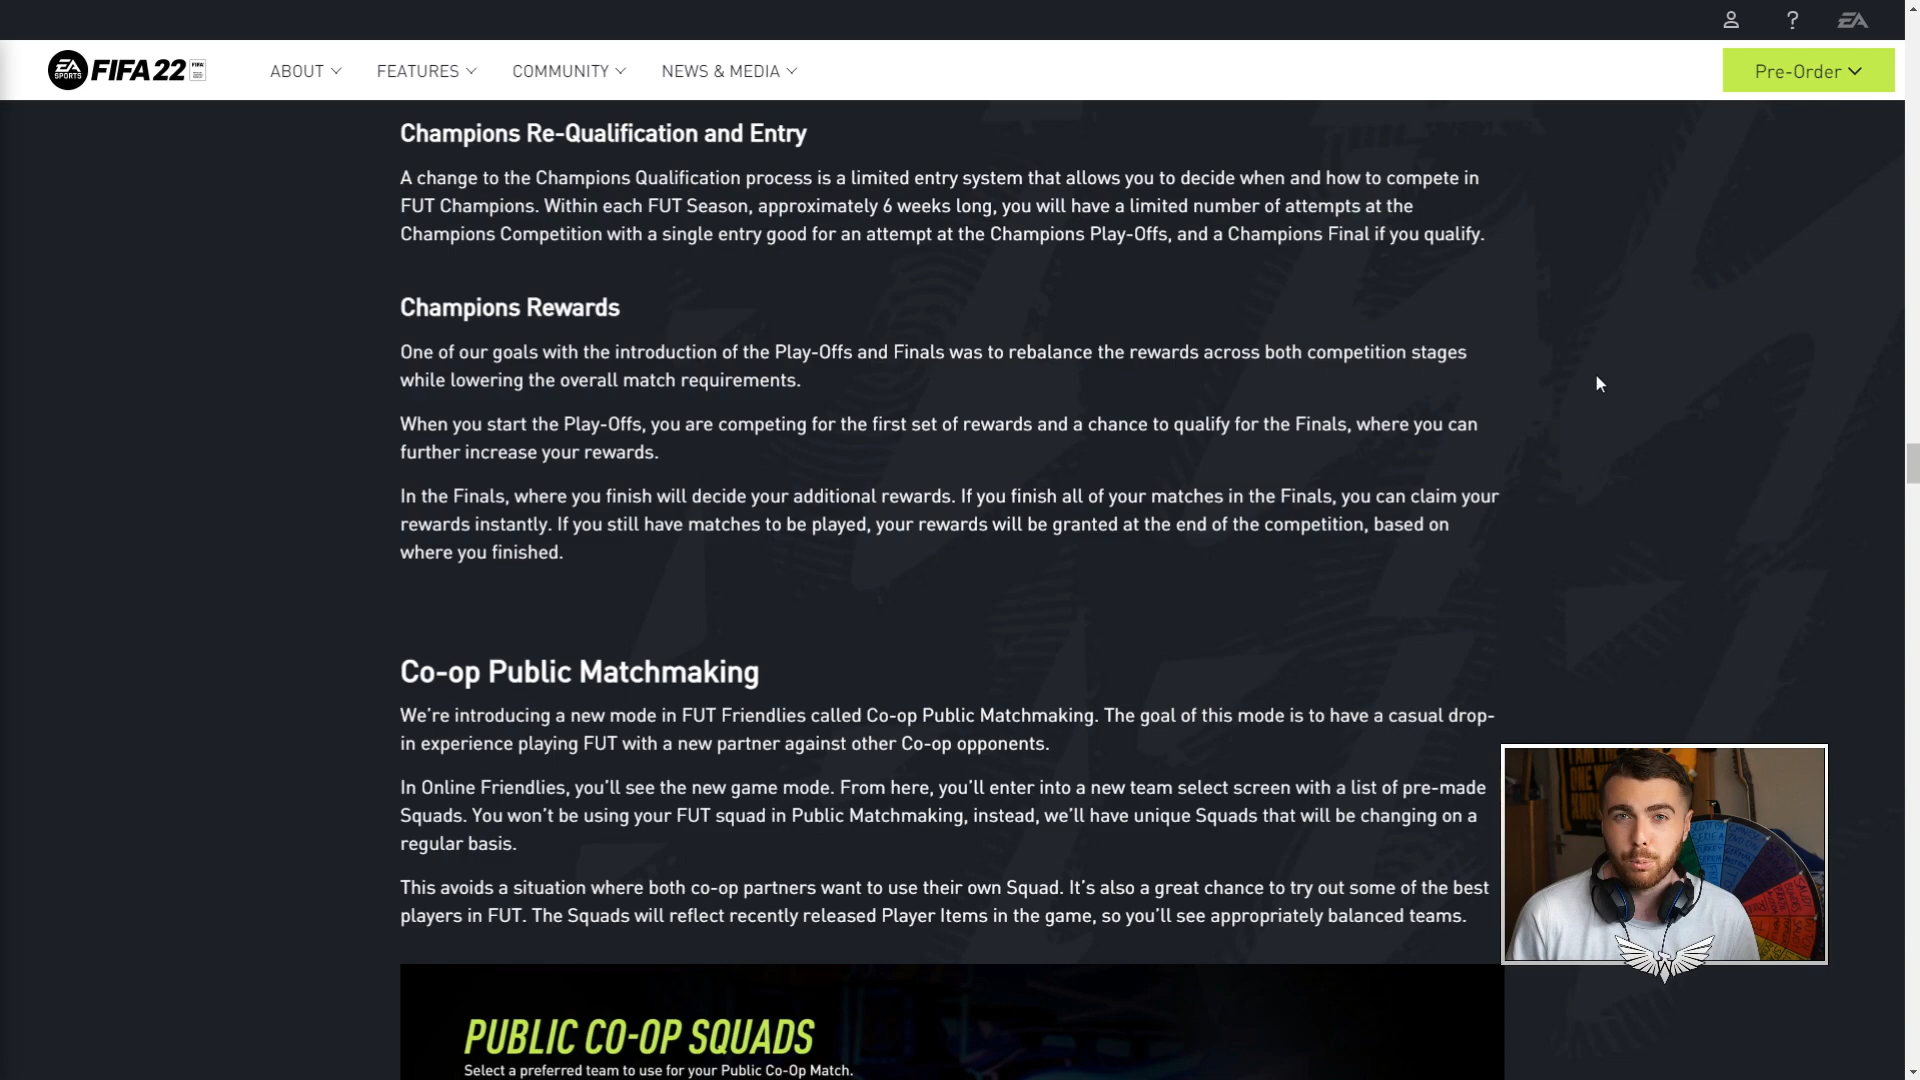 ? EA
EA SPORTS FIFA 22 FIFA
ABOUT FEATURES COMMUNITY NEWS & MEDIA Pre-Order
Champions Re-Qualification and Entry
A change to the Champions Qualification process is a limited entry system that allows you to decide when and how to compete in
FUT Champions. Within each FUT Season, approximately 6 weeks long, you will have a limited number of attempts at the
Champions Competition with a single entry good for an attempt at the Champions Play-Offs, and a Champions Final if you qualify.
Champions Rewards
One of our goals with the introduction of the Play-Offs and Finals was to rebalance the rewards across both competition stages
while lowering the overall match requirements.
When you start the Play-Offs, you are competing for the first set of rewards and a chance to qualify for the Finals, where you can
further increase your rewards.
In the Finals, where you finish will decide your additional rewards. If you finish all of your matches in the Finals, you can claim your
rewards instantly. If you still have matches to be played, your rewards will be granted at the end of the competition, based on
where you finished.
Co-op Public Matchmaking
We’re introducing a new mode in FUT Friendlies called Co-op Public Matchmaking. The goal of this mode is to have a casual drop-
in experience playing FUT with a new partner against other Co-op opponents.
In Online Friendlies, you’ll see the new game mode. From here, you’ll enter into a new team select screen with a list of pre-made
Squads. You won’t be using your FUT squad in Public Matchmaking, instead, we’ll have unique Squads that will be changing on a
regular basis.
This avoids a situation where both co-op partners want to use their own Squad. It’s also a great chance to try out some of the best
players in FUT. The Squads will reflect recently released Player Items in the game, so you’ll see appropriately balanced teams.
PUBLIC CO-OP SQUADS
Select a preferred team to use for your Public Co-Op Match.